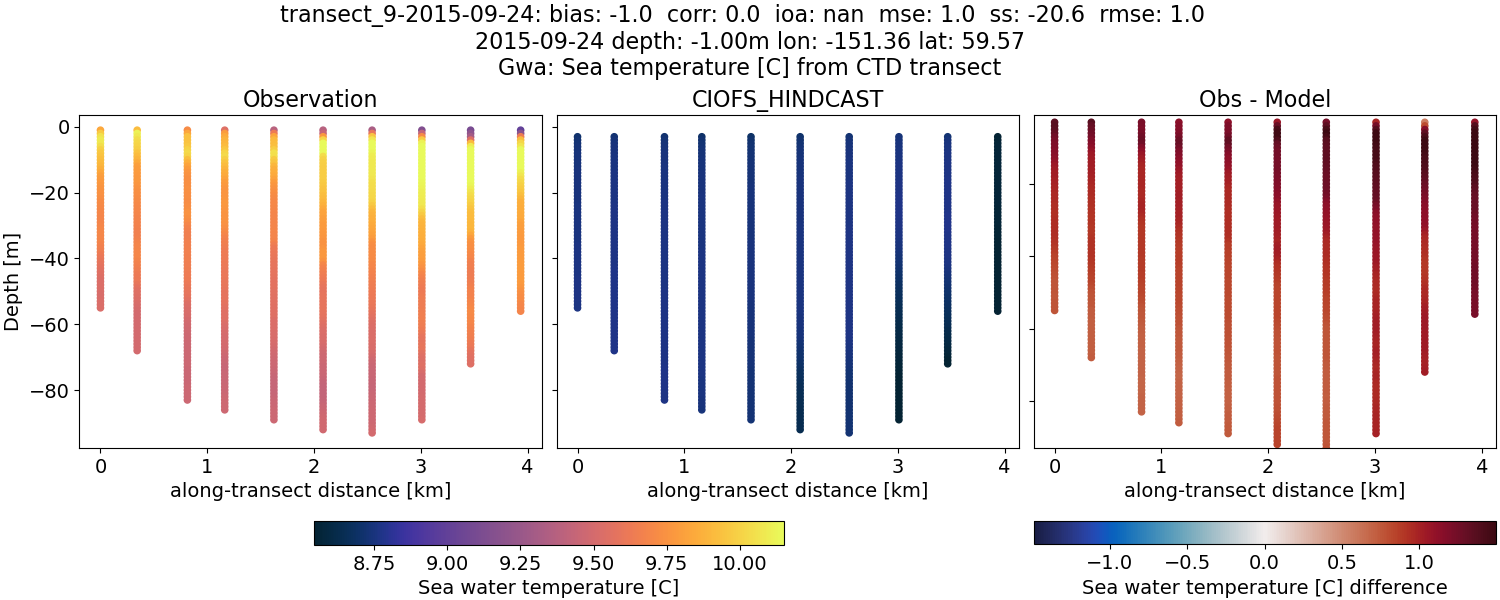 transect_9-2015-09-24: bias: -1.0  corr: 0.0  ioa: nan  mse: 1.0  ss: -20.6  rmse: 1.0
2015-09-24 depth: -1.00m lon: -151.36 lat: 59.57
Gwa: Sea temperature [C] from CTD transect
Observation
CIOFS_HINDCAST
Obs - Model
Depth [m]
0
−20
−40
−60
−80
0 1 2 3 4
0 1 2 3 4
0 1 2 3 4
along-transect distance [km]
along-transect distance [km]
along-transect distance [km]
8.75 9.00 9.25 9.50 9.75 10.00
Sea water temperature [C]
−1.0 −0.5 0.0 0.5 1.0
Sea water temperature [C] difference